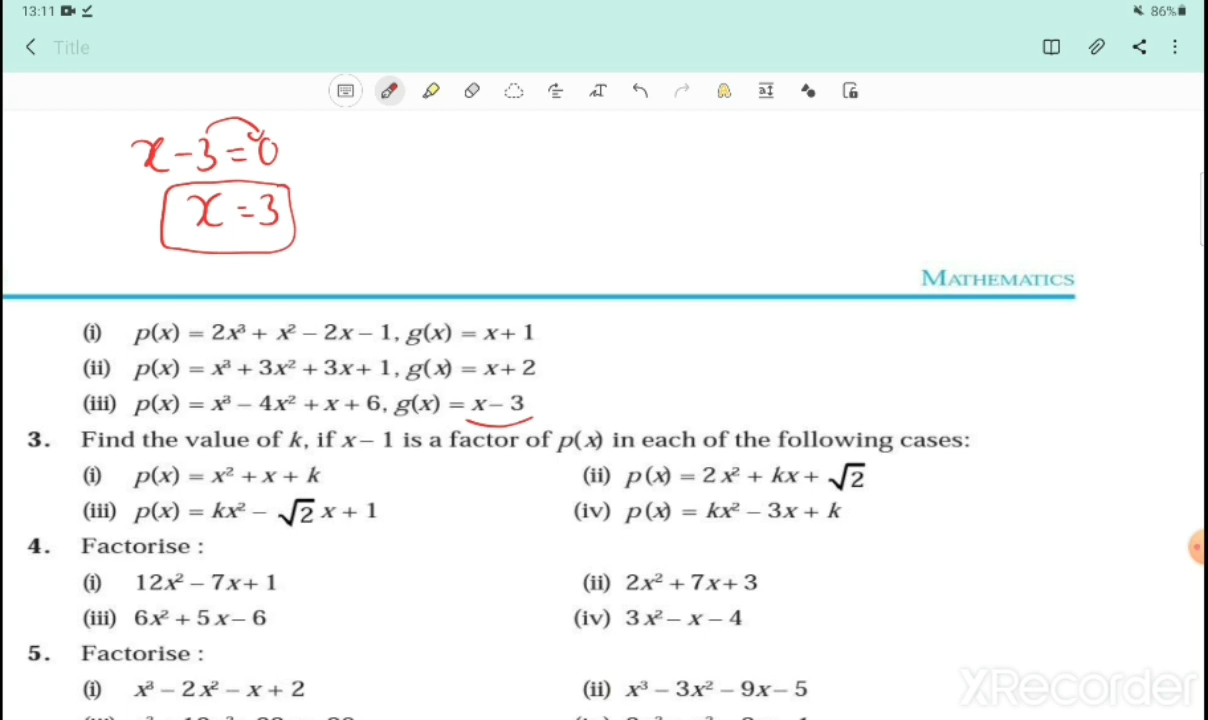 13:11 86%
Title
x - 3 = 0
x = 3
MATHEMATICS
(i) p(x) = 2x³ + x² – 2x – 1, g(x) = x + 1
(ii) p(x) = x³ + 3x² + 3x + 1, g(x) = x + 2
(iii) p(x) = x³ – 4x² + x + 6, g(x) = x – 3
3. Find the value of k, if x – 1 is a factor of p(x) in each of the following cases:
(i) p(x) = x² + x + k (ii) p(x) = 2x² + kx + √2
(iii) p(x) = kx² – √2 x + 1 (iv) p(x) = kx² – 3x + k
4. Factorise :
(i) 12x² – 7x + 1 (ii) 2x² + 7x + 3
(iii) 6x² + 5x – 6 (iv) 3x² – x – 4
5. Factorise :
(i) x³ – 2x² – x + 2 (ii) x³ – 3x² – 9x – 5
XRecorder